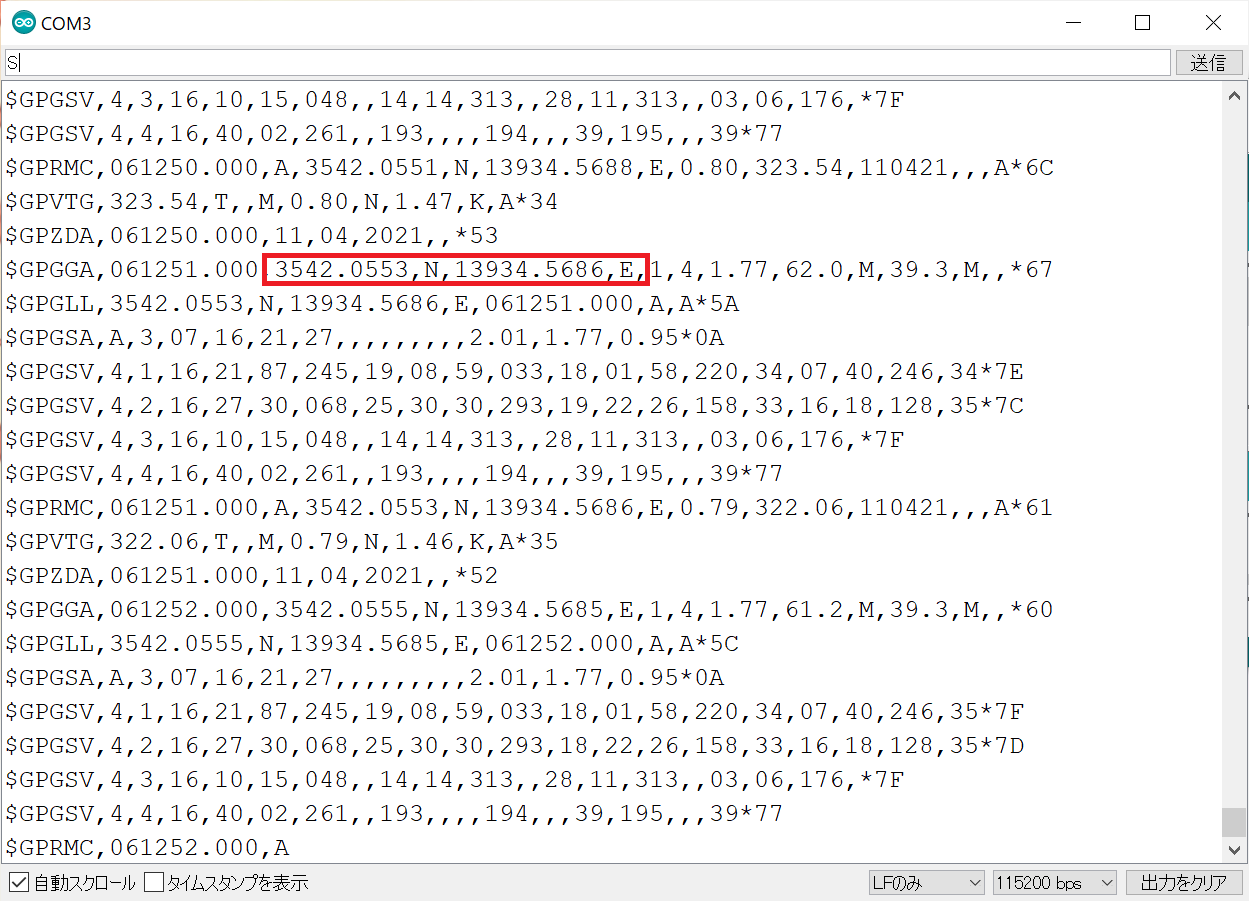 COM3
S
送信
$GPGSV,4,3,16,10,15,048,,14,14,313,,28,11,313,,03,06,176,*7F
$GPGSV,4,4,16,40,02,261,,193,,,,194,,,39,195,,,39*77
$GPRMC,061250.000,A,3542.0551,N,13934.5688,E,0.80,323.54,110421,,,A*6C
$GPVTG,323.54,T,,M,0.80,N,1.47,K,A*34
$GPZDA,061250.000,11,04,2021,,*53
$GPGGA,061251.000,3542.0553,N,13934.5686,E,1,4,1.77,62.0,M,39.3,M,,*67
$GPGLL,3542.0553,N,13934.5686,E,061251.000,A,A*5A
$GPGSA,A,3,07,16,21,27,,,,,,,,,2.01,1.77,0.95*0A
$GPGSV,4,1,16,21,87,245,19,08,59,033,18,01,58,220,34,07,40,246,34*7E
$GPGSV,4,2,16,27,30,068,25,30,30,293,19,22,26,158,33,16,18,128,35*7C
$GPGSV,4,3,16,10,15,048,,14,14,313,,28,11,313,,03,06,176,*7F
$GPGSV,4,4,16,40,02,261,,193,,,,194,,,39,195,,,39*77
$GPRMC,061251.000,A,3542.0553,N,13934.5686,E,0.79,322.06,110421,,,A*61
$GPVTG,322.06,T,,M,0.79,N,1.46,K,A*35
$GPZDA,061251.000,11,04,2021,,*52
$GPGGA,061252.000,3542.0555,N,13934.5685,E,1,4,1.77,61.2,M,39.3,M,,*60
$GPGLL,3542.0555,N,13934.5685,E,061252.000,A,A*5C
$GPGSA,A,3,07,16,21,27,,,,,,,,,2.01,1.77,0.95*0A
$GPGSV,4,1,16,21,87,245,19,08,59,033,18,01,58,220,34,07,40,246,35*7F
$GPGSV,4,2,16,27,30,068,25,30,30,293,18,22,26,158,33,16,18,128,35*7D
$GPGSV,4,3,16,10,15,048,,14,14,313,,28,11,313,,03,06,176,*7F
$GPGSV,4,4,16,40,02,261,,193,,,,194,,,39,195,,,39*77
$GPRMC,061252.000,A
自動スクロール タイムスタンプを表示 LFのみ 115200 bps 出力をクリア